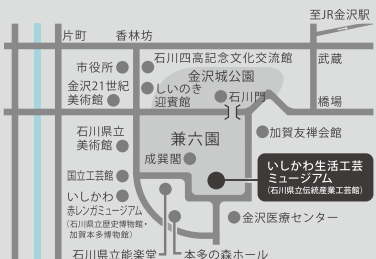 至JR金沢駅
片町
香林坊
武蔵
石川四高記念文化交流館
市役所
金沢城公園
しいのき
迎賓館
金沢21世紀
美術館
石川門
橋場
兼六園
加賀友禅会館
石川県立
美術館
成巽閣
いしかわ生活工芸
ミュージアム
(石川県立伝統産業工芸館)
国立工芸館
いしかわ
赤レンガミュージアム
(石川県立歴史博物館・
加賀本多博物館)
金沢医療センター
石川県立能楽堂
本多の森ホール